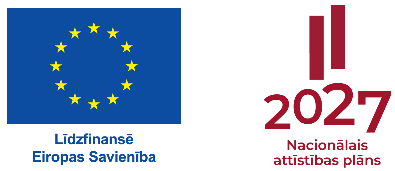 Līdzfinansē
Eiropas Savienība
2027
Nacionālais
attīstības plāns